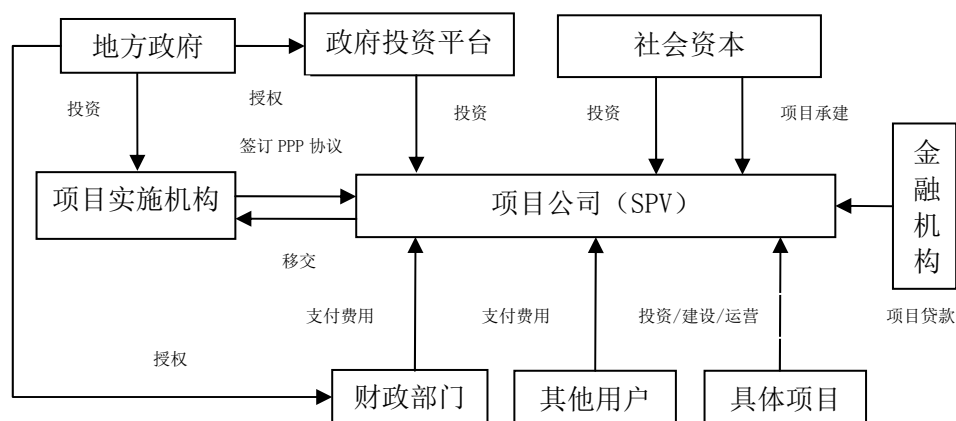 地方政府
政府投资平台
社会资本
投资
授权
投资
投资
项目承建
签订 PPP 协议
金融机构
项目实施机构
项目公司（SPV）
移交
支付费用
支付费用
投资/建设/运营
项目贷款
授权
财政部门
其他用户
具体项目